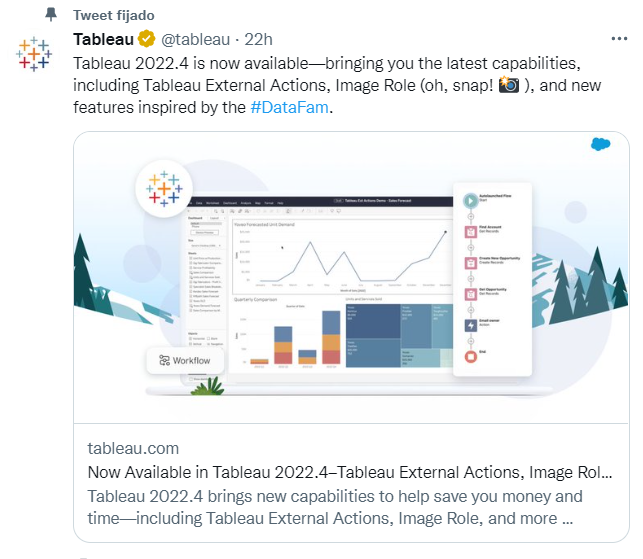 Tweet fijado
Tableau @tableau · 22h
Tableau 2022.4 is now available—bringing you the latest capabilities,
including Tableau External Actions, Image Role (oh, snap! 📸 ), and new
features inspired by the #DataFam.
Autolaunched Flow
Start
Find Account
Get Records
Create New Opportunity
Create Records
Get Opportunity
Get Records
Email owner
Action
End
Quarterly Comparison
Workflow
tableau.com
Now Available in Tableau 2022.4–Tableau External Actions, Image Rol...
Tableau 2022.4 brings new capabilities to help save you money and
time—including Tableau External Actions, Image Role, and more ...